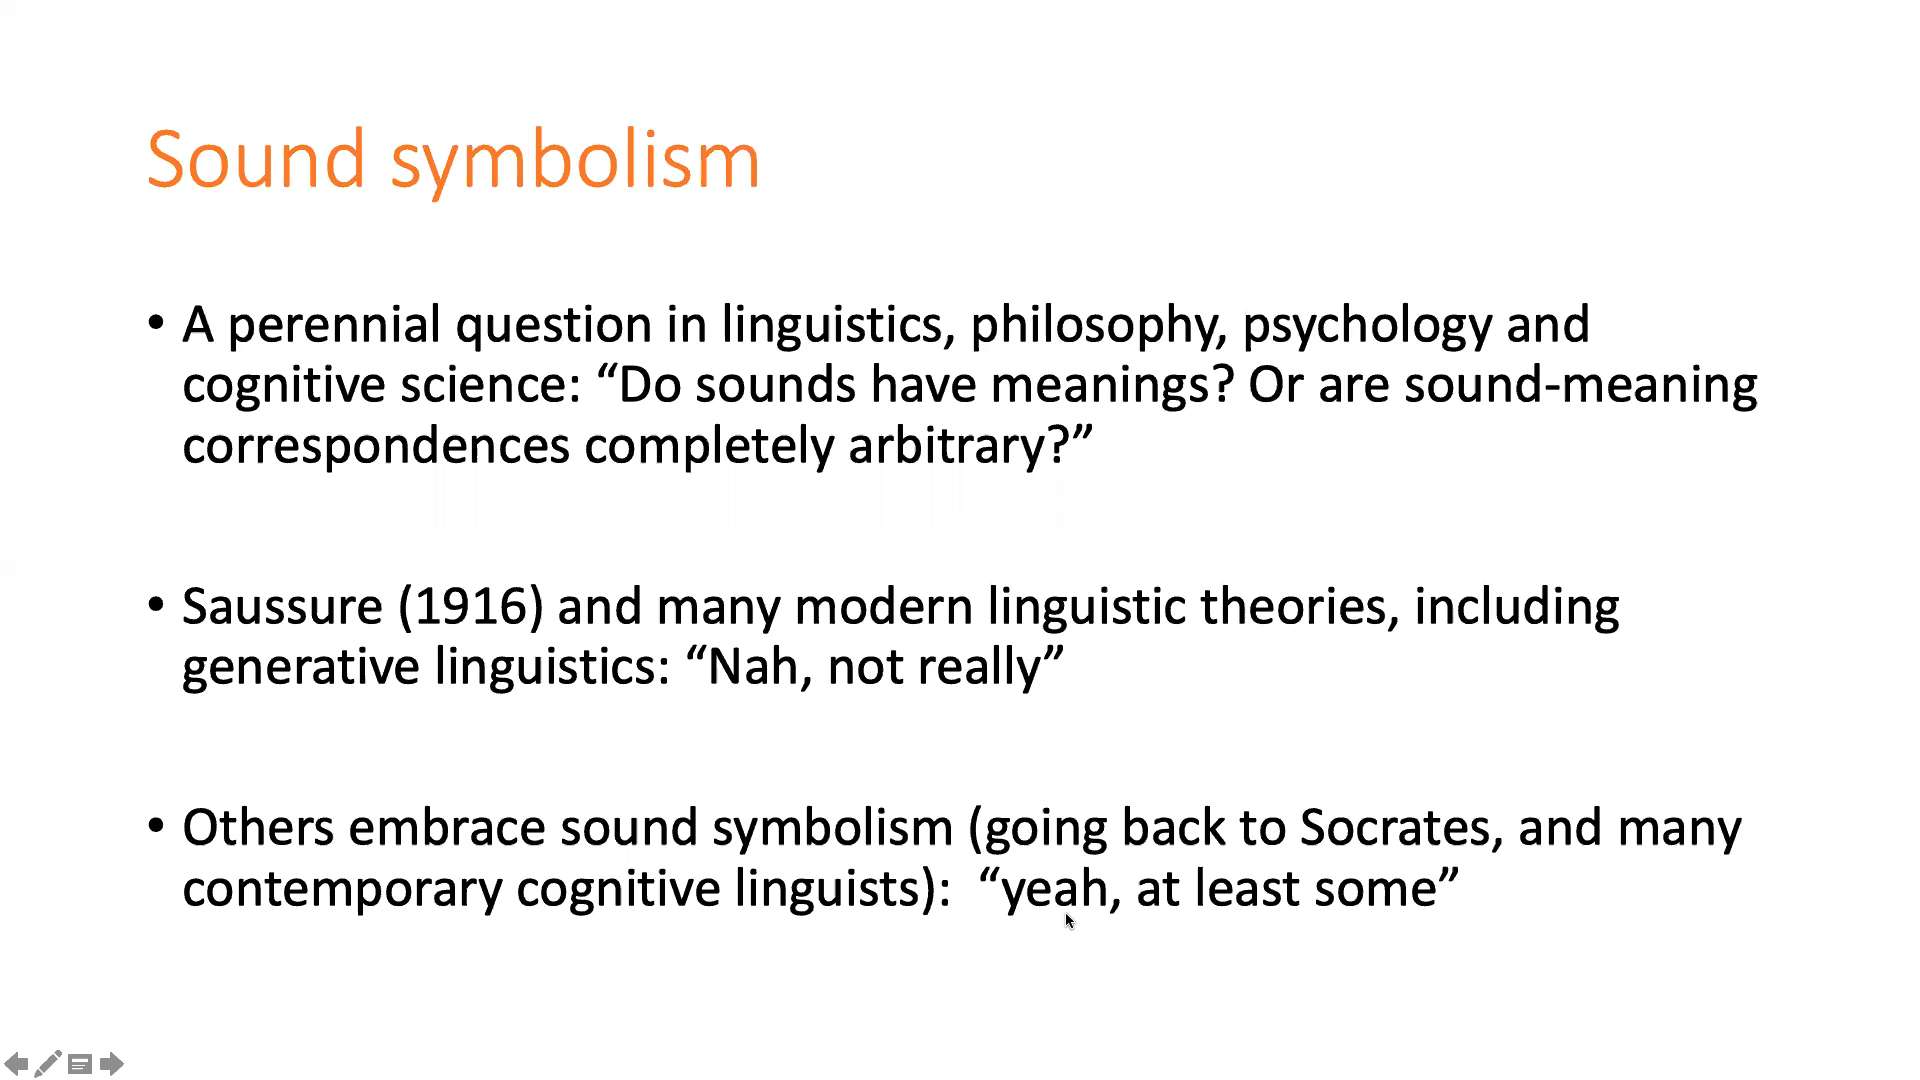 Sound symbolism
• A perennial question in linguistics, philosophy, psychology and
cognitive science: “Do sounds have meanings? Or are sound-meaning
correspondences completely arbitrary?”
• Saussure (1916) and many modern linguistic theories, including
generative linguistics: “Nah, not really”
• Others embrace sound symbolism (going back to Socrates, and many
contemporary cognitive linguists):  “yeah, at least some”